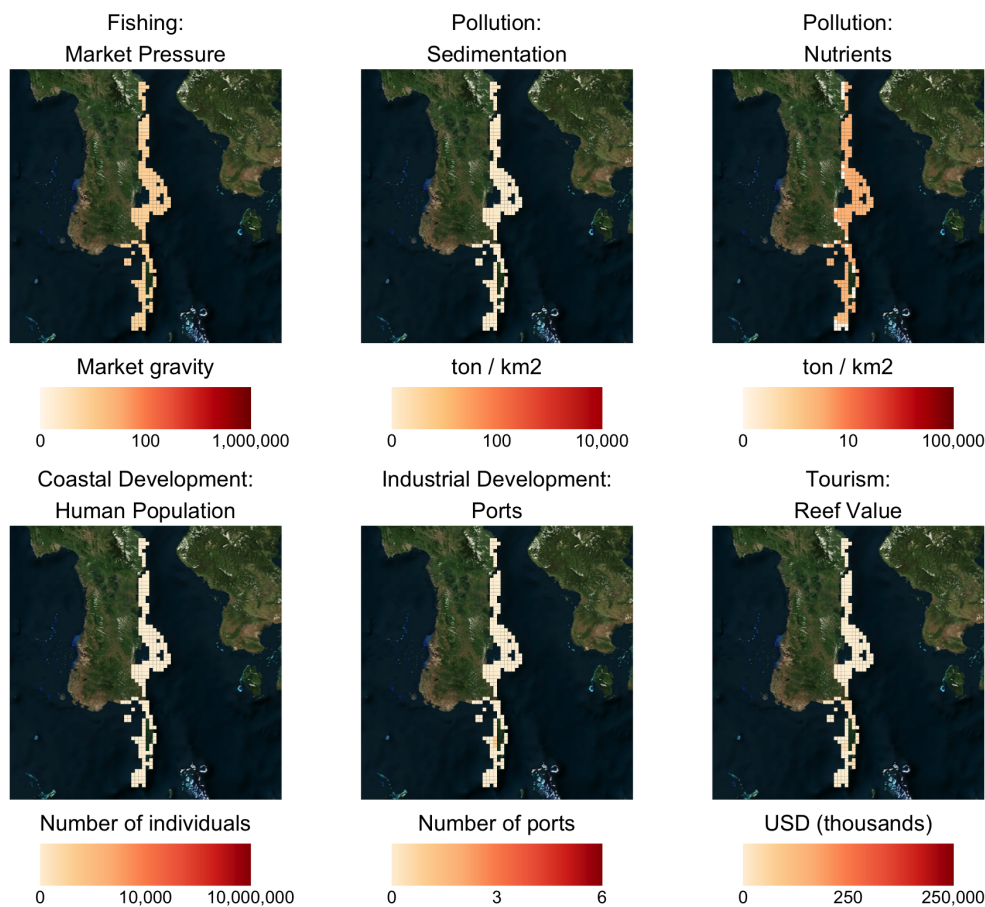 Fishing:
Market Pressure
Pollution:
Sedimentation
Pollution:
Nutrients
Market gravity
0 100 1,000,000
ton / km2
0 100 10,000
ton / km2
0 10 100,000
Coastal Development:
Human Population
Industrial Development:
Ports
Tourism:
Reef Value
Number of individuals
0 10,000 10,000,000
Number of ports
0 3 6
USD (thousands)
0 250 250,000